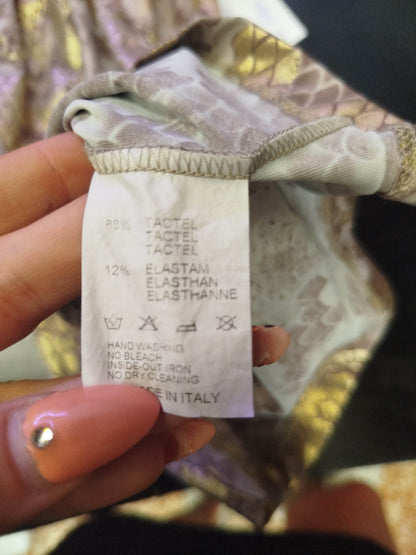 88% TACTEL
TACTEL
TACTEL
12% ELASTAM
ELASTHAN
ELASTHANNE
HAND WASHING
NO BLEACH
INSIDE-OUT IRON
NO DRY CLEANING
DE IN ITALY